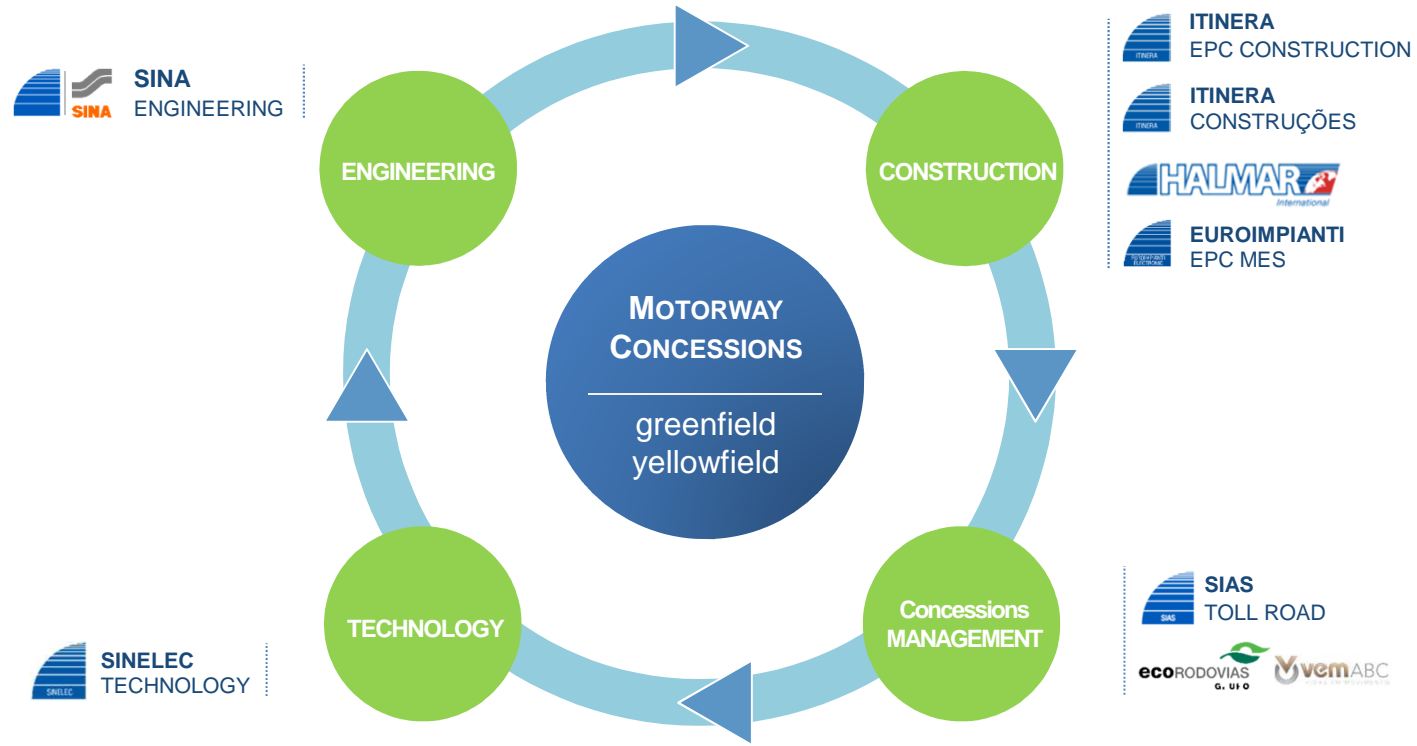 SINA
SINA
ENGINEERING
ENGINEERING
CONSTRUCTION
ITINERA
ITINERA
EPC CONSTRUCTION
ITINERA
ITINERA
CONSTRUÇÕES
HALMAR
International
EUROIMPIANTI
EPC MES
MOTORWAY
CONCESSIONS
greenfield
yellowfield
TECHNOLOGY
Concessions
MANAGEMENT
SINELEC
SINELEC
TECHNOLOGY
SIAS
SIAS
TOLL ROAD
ecoRODOVIAS
vemABC